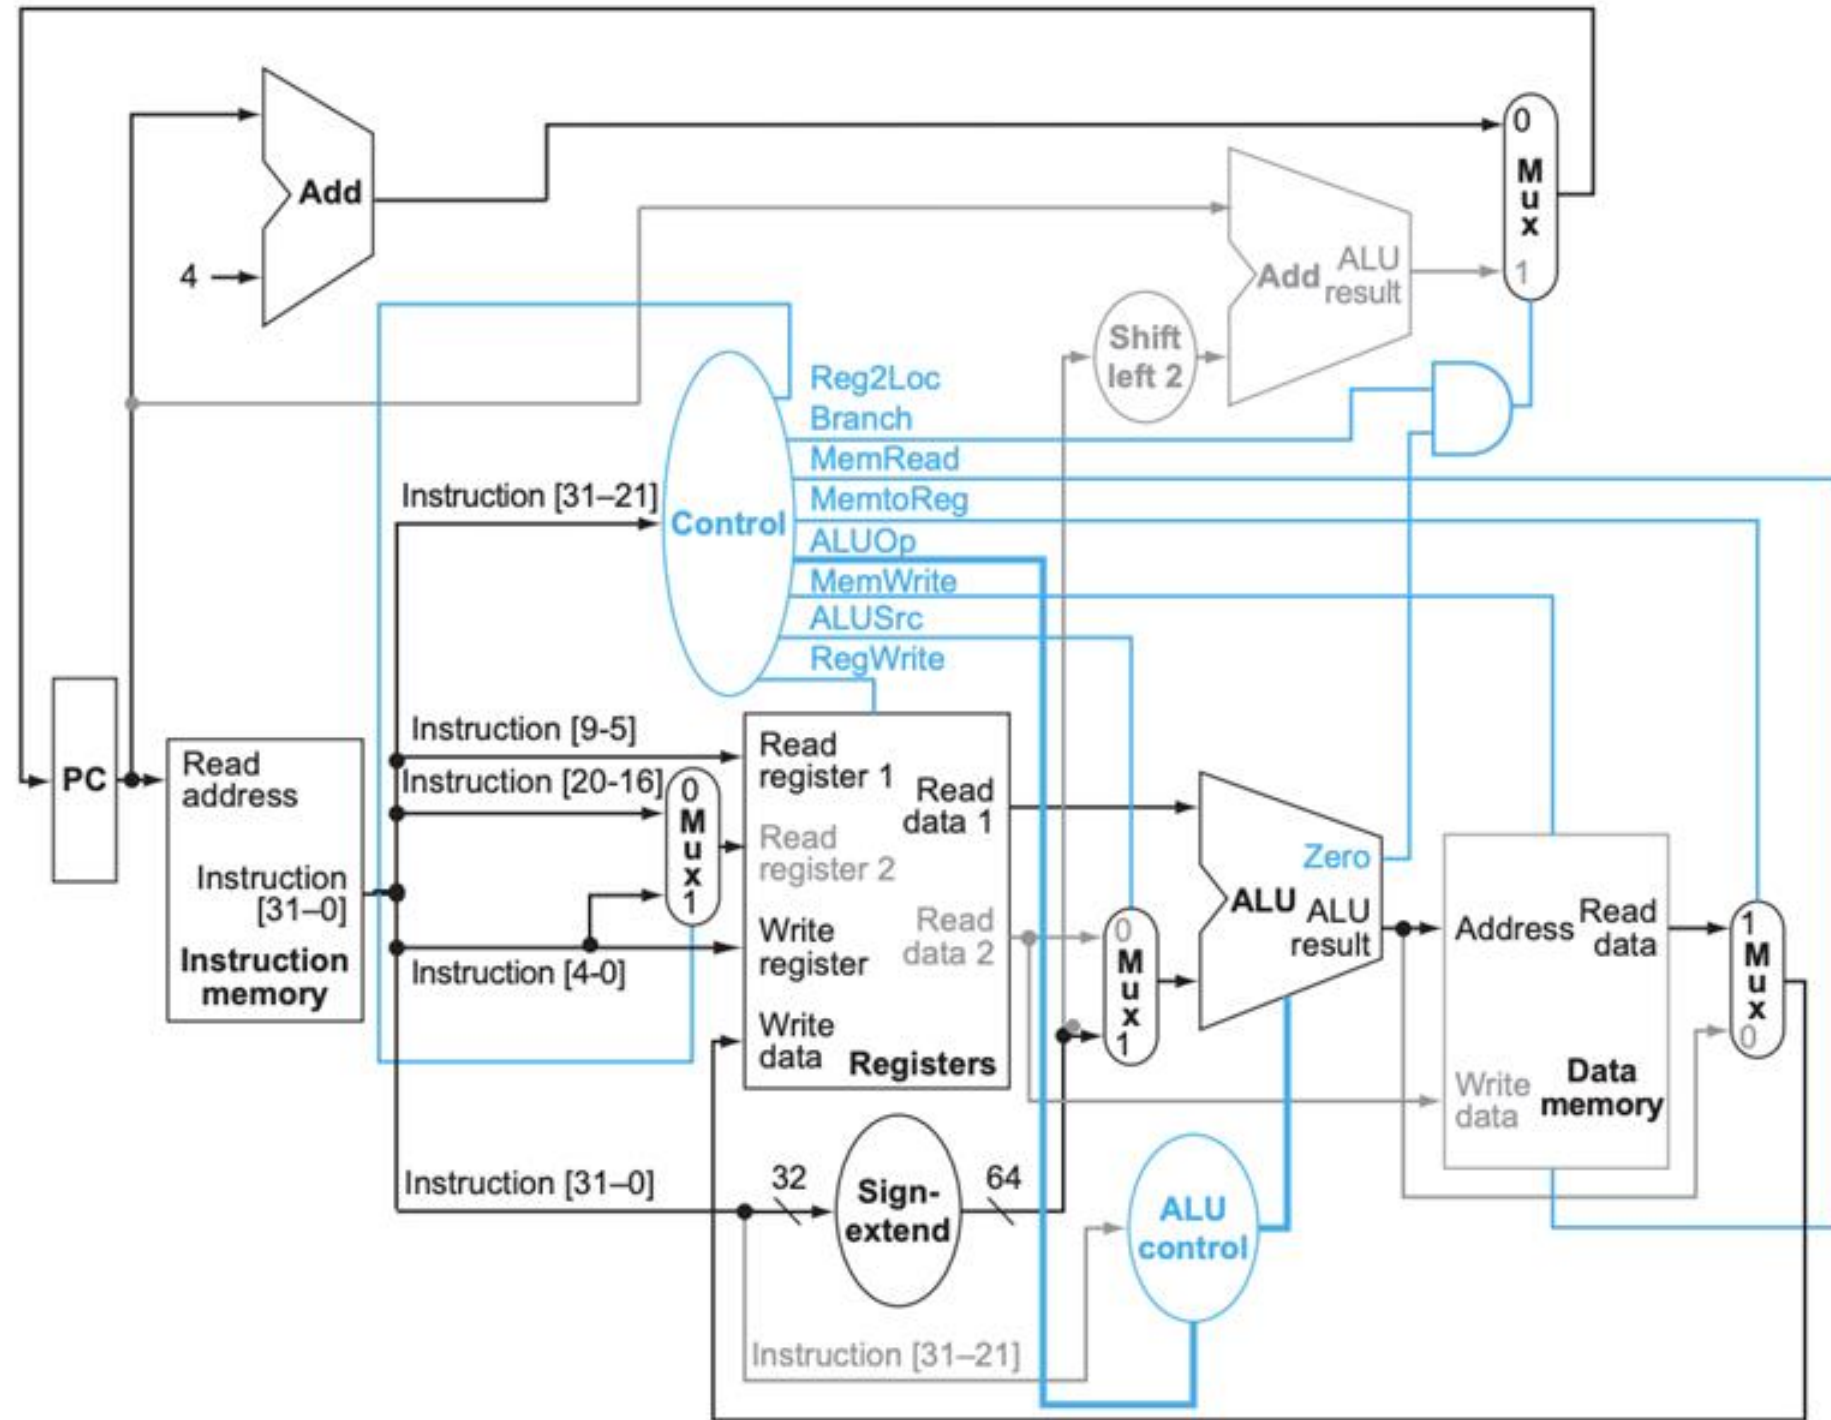 0
M
u
x
1
Add
4
Add
ALU
result
Shift
left 2
Reg2Loc
Branch
MemRead
MemtoReg
ALUOp
MemWrite
ALUSrc
RegWrite
Control
Instruction [31–21]
PC
Read
address
Instruction
[31–0]
Instruction
memory
Instruction [9-5]
Instruction [20-16]
Instruction [4-0]
0
M
u
x
1
Read
register 1
Read
register 2
Write
register
Write
data
Read
data 1
Read
data 2
Registers
0
M
u
x
1
Zero
ALU
ALU
result
Address
Read
data
Write
data
Data
memory
1
M
u
x
0
Instruction [31–0]
32
Sign-
extend
64
ALU
control
Instruction [31–21]